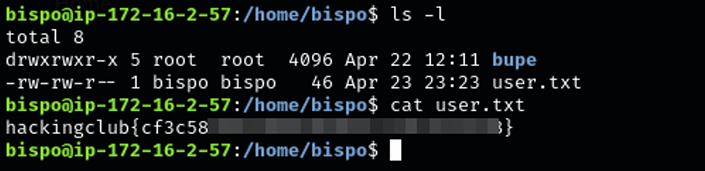 bispo@ip-172-16-2-57:/home/bispo$ ls -l
total 8
drwxrwxr-x 5 root  root  4096 Apr 22 12:11 bupe
-rw-rw-r-- 1 bispo bispo   46 Apr 23 23:23 user.txt
bispo@ip-172-16-2-57:/home/bispo$ cat user.txt
hackingclub{cf3c58
bispo@ip-172-16-2-57:/home/bispo$